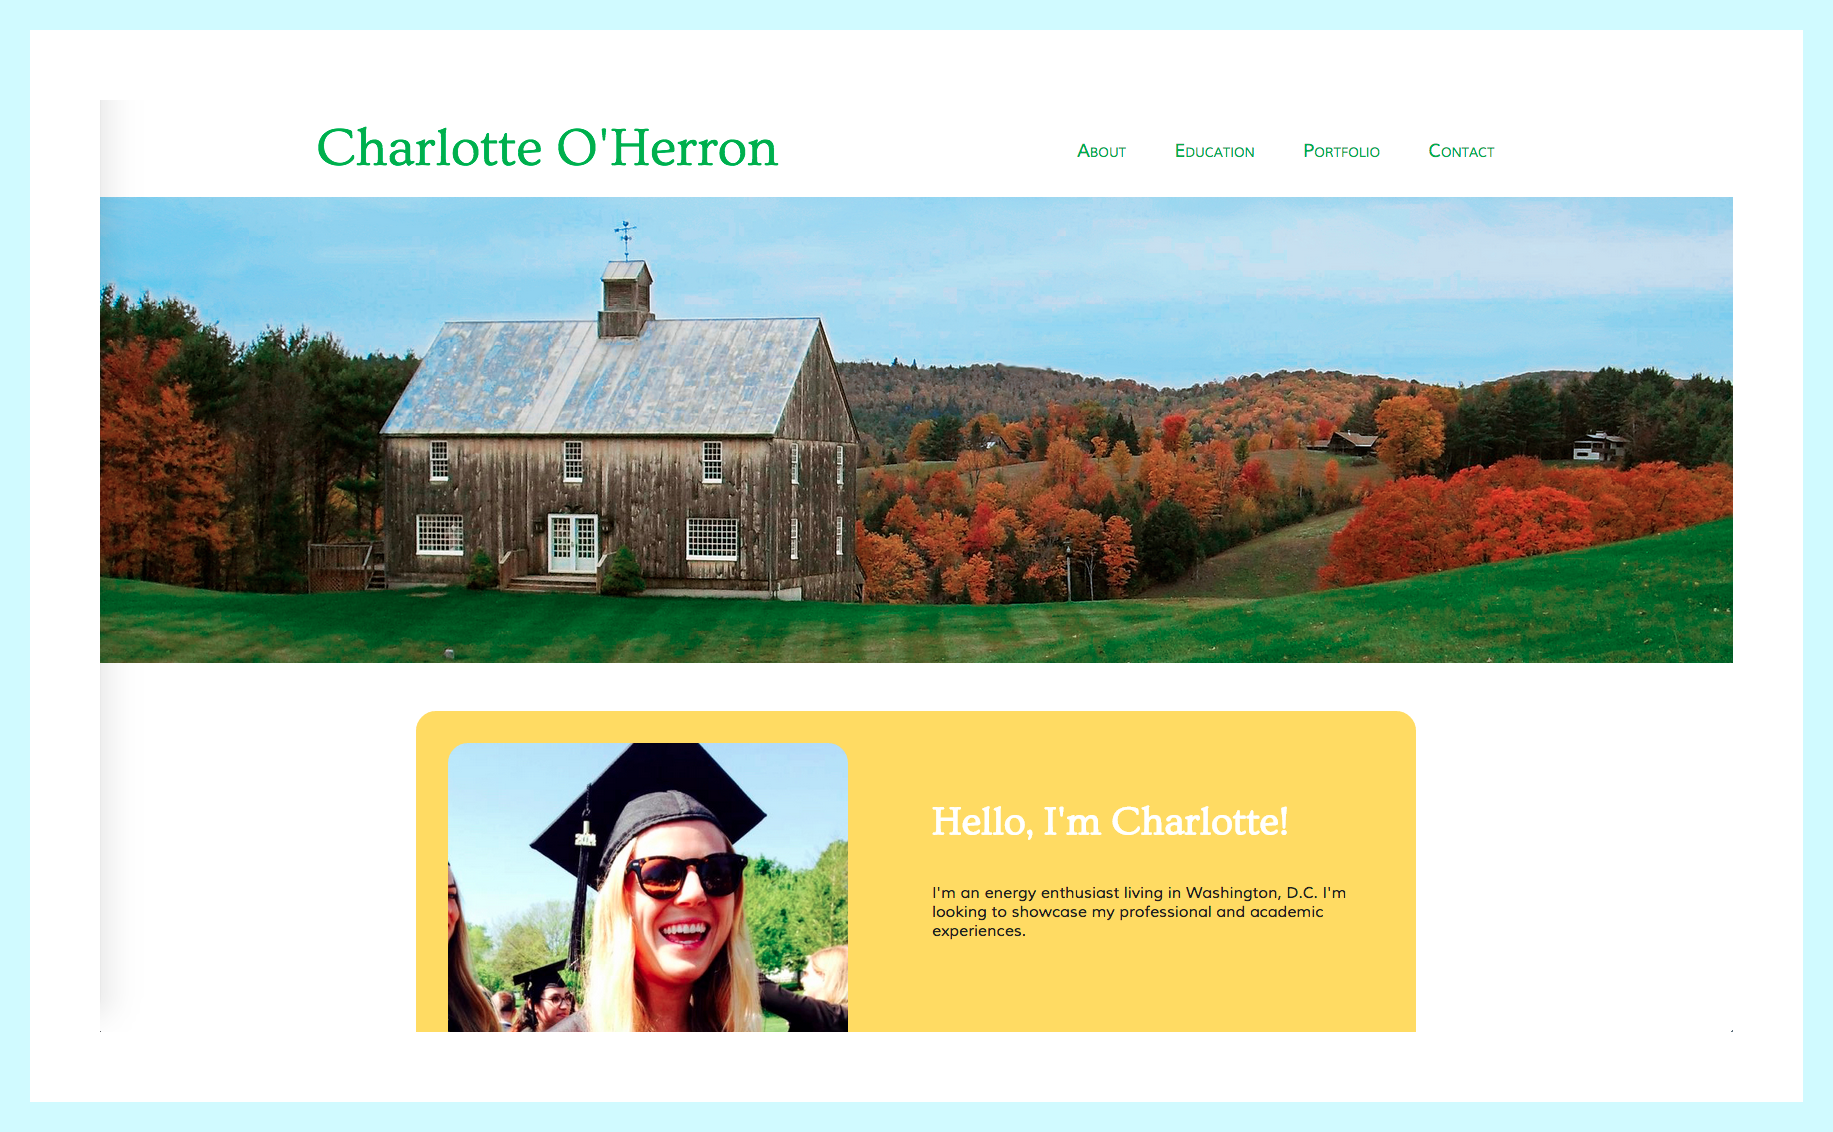 Charlotte O'Herron
About Education Portfolio Contact
2014
Hello, I'm Charlotte!
I'm an energy enthusiast living in Washington, D.C. I'm
looking to showcase my professional and academic
experiences.